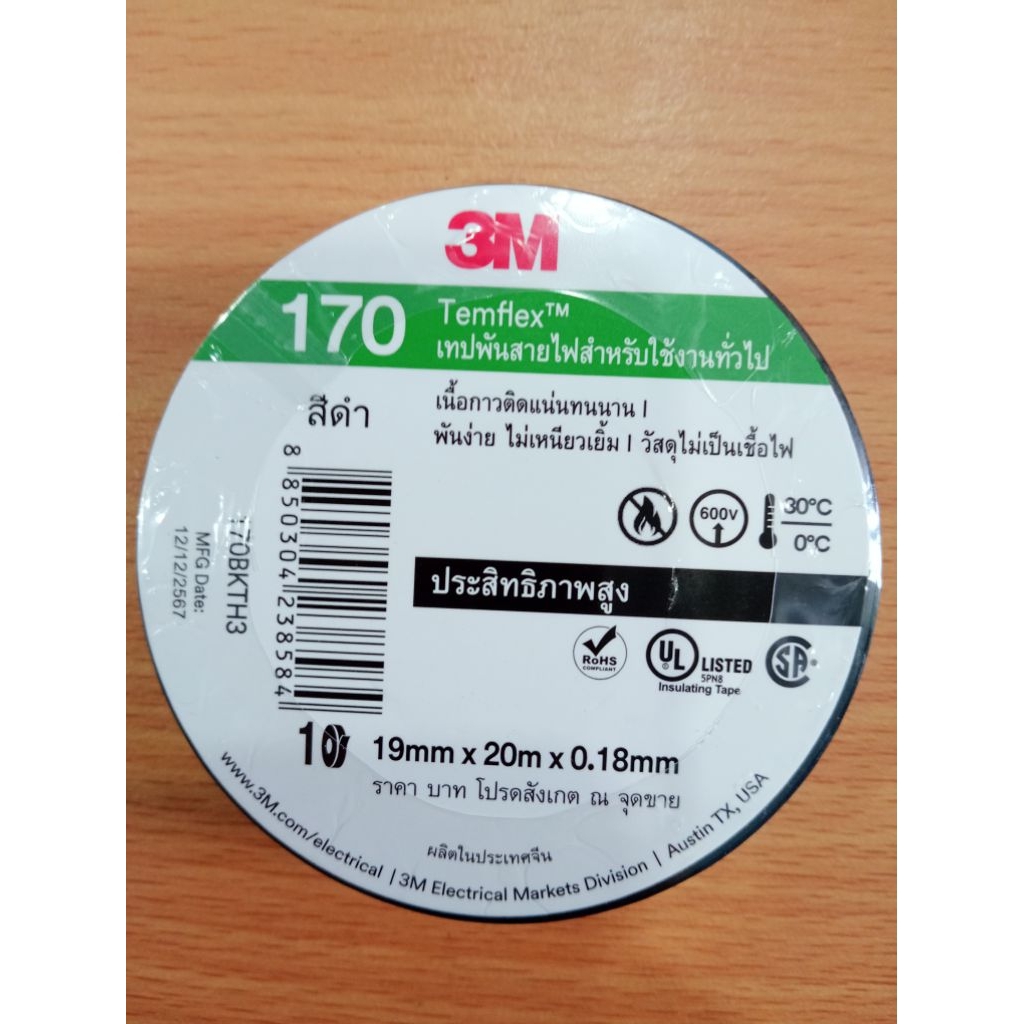 3M
170
Temflex™
เทปพันสายไฟสำหรับใช้งานทั่วไป
สีดำ
เนื้อกาวติดแน่นทนนาน |
พันง่าย ไม่เหนียวเยิ้ม | วัสดุไม่เป็นเชื้อไฟ
600V
30°C
0°C
ประสิทธิภาพสูง
RoHS
COMPLIANT
UL
LISTED
5PN8
Insulating Tape
SA
8 850304 238584
170BKTH3
MFG Date:
12/12/2567
10
19mm x 20m x 0.18mm
ราคา บาท โปรดสังเกต ณ จุดขาย
ผลิตในประเทศจีน
www.3M.com/electrical | 3M Electrical Markets Division | Austin TX, USA